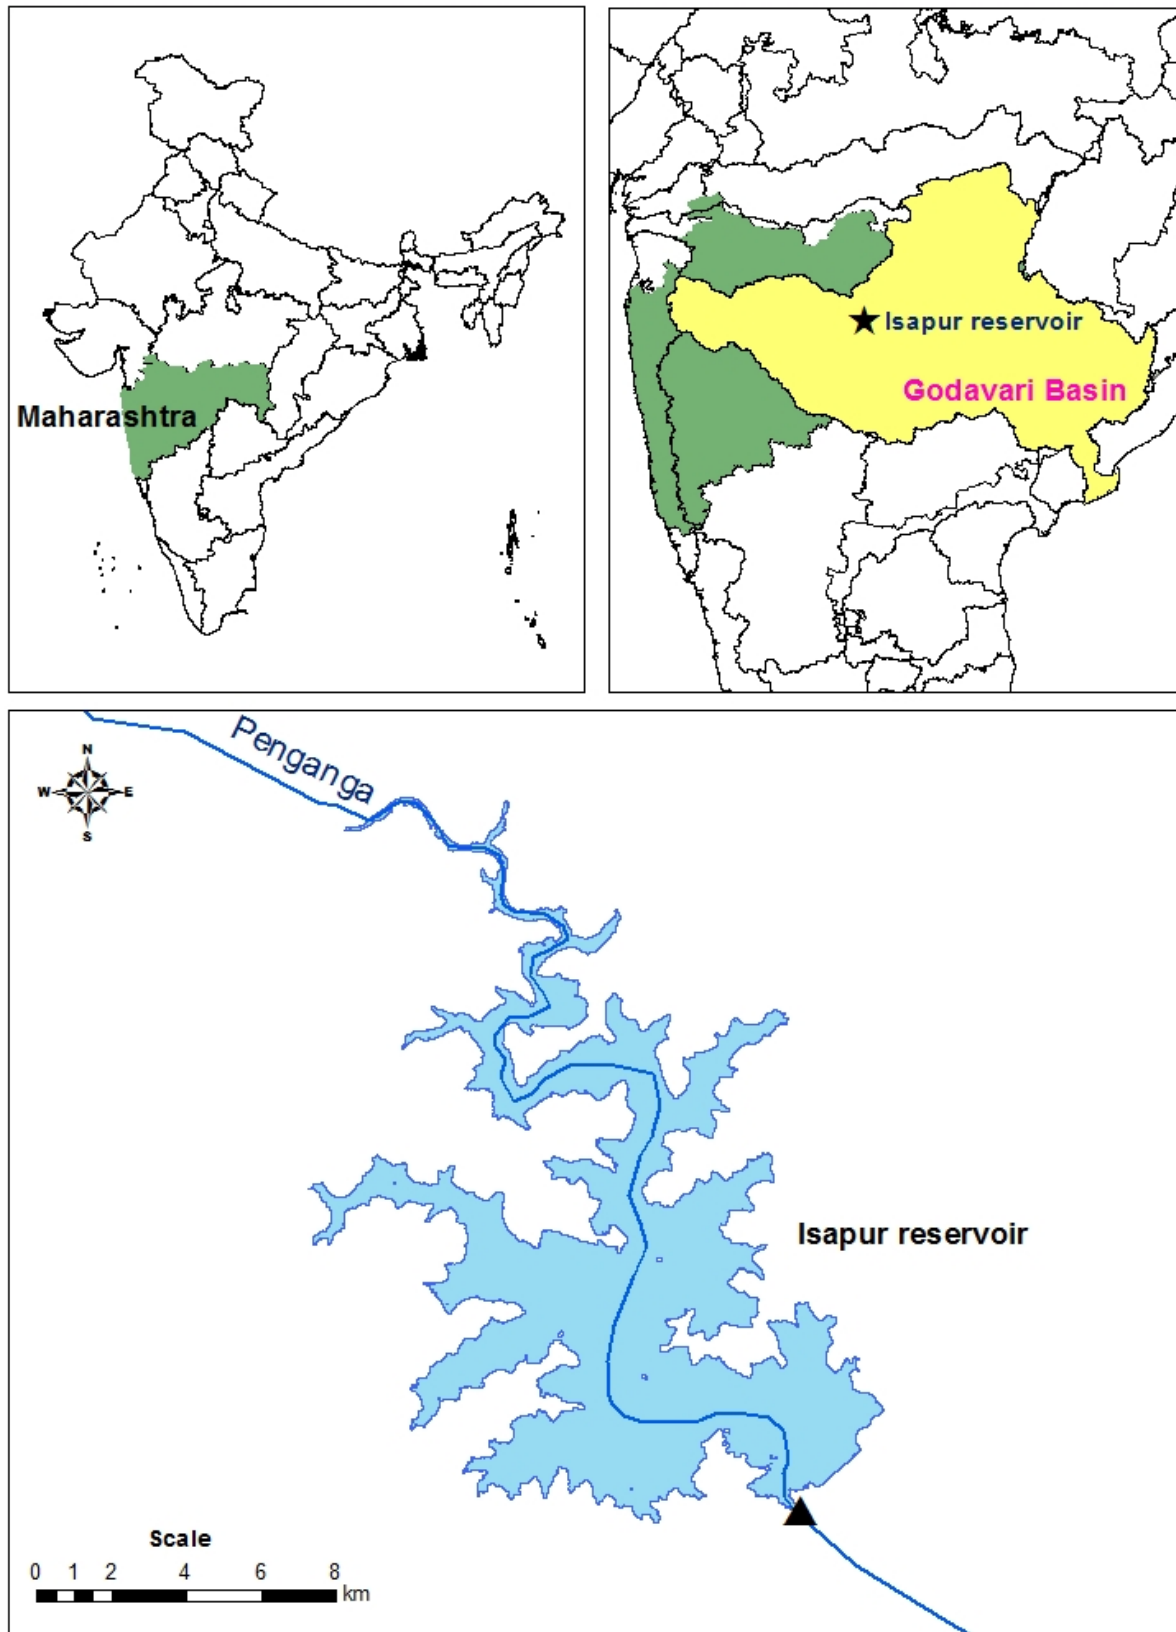 Maharashtra
Isapur reservoir
Godavari Basin
Penganga
N
W E
S
Isapur reservoir
Scale
0 1 2 4 6 8
km